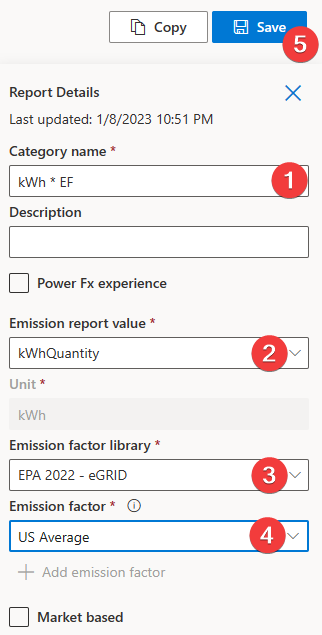 Copy
Save
5
Report Details
Last updated: 1/8/2023 10:51 PM
Category name *
kWh * EF
1
Description
Power Fx experience
Emission report value *
kWhQuantity
2
Unit *
kWh
Emission factor library *
EPA 2022 - eGRID
3
Emission factor *
US Average
4
Add emission factor
Market based